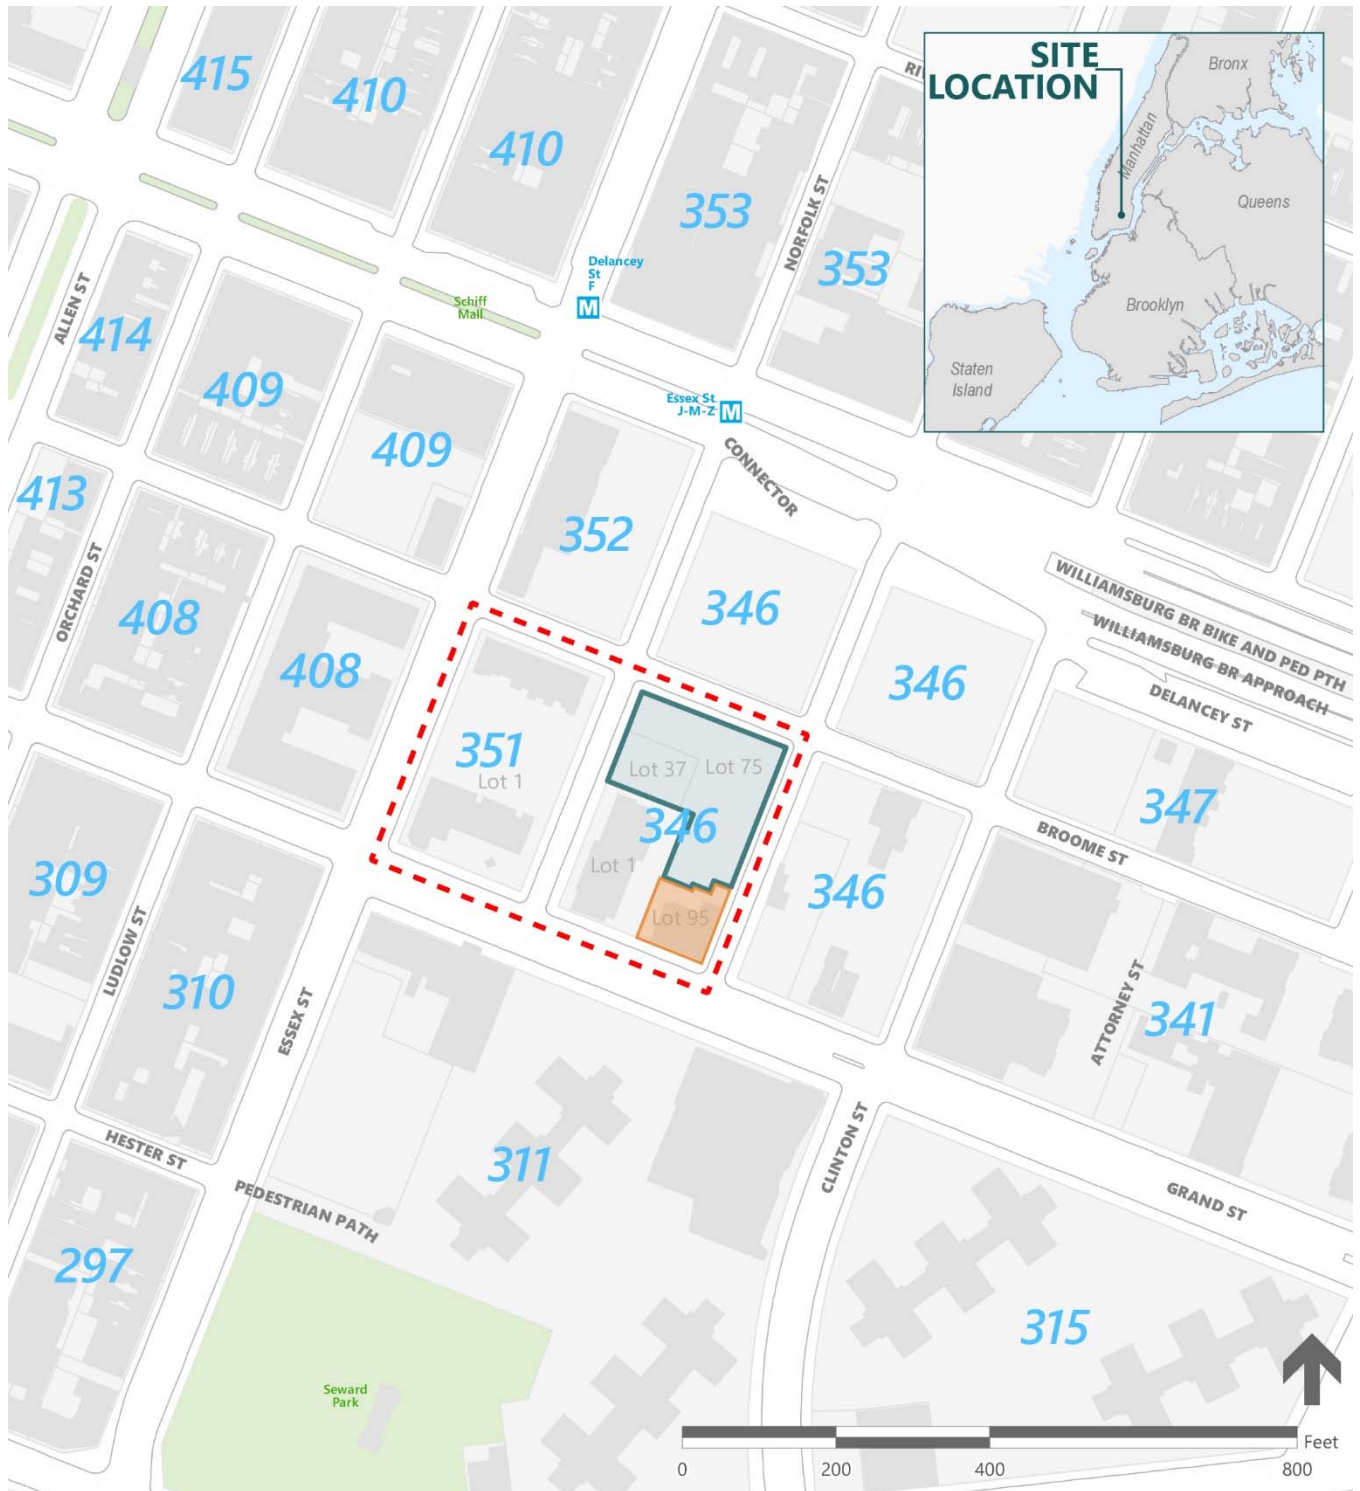 415
410
410
353
NORFOLK ST
353
RIV
SITE
LOCATION
Bronx
Manhattan
Queens
Brooklyn
Staten
Island
Delancey
St
F
M
Schiff
Mall
ALLEN ST
414
409
409
Essex St
J-M-Z
M
CONNECTOR
413
ORCHARD ST
408
408
352
346
346
WILLIAMSBURG BR BIKE AND PED PTH
WILLIAMSBURG BR APPROACH
DELANCEY ST
351
Lot 1
Lot 37
Lot 75
346
Lot 1
Lot 95
346
347
BROOME ST
309
LUDLOW ST
310
ESSEX ST
ATTORNEY ST
341
HESTER ST
PEDESTRIAN PATH
311
CLINTON ST
GRAND ST
297
315
Seward
Park
Feet
0
200
400
800